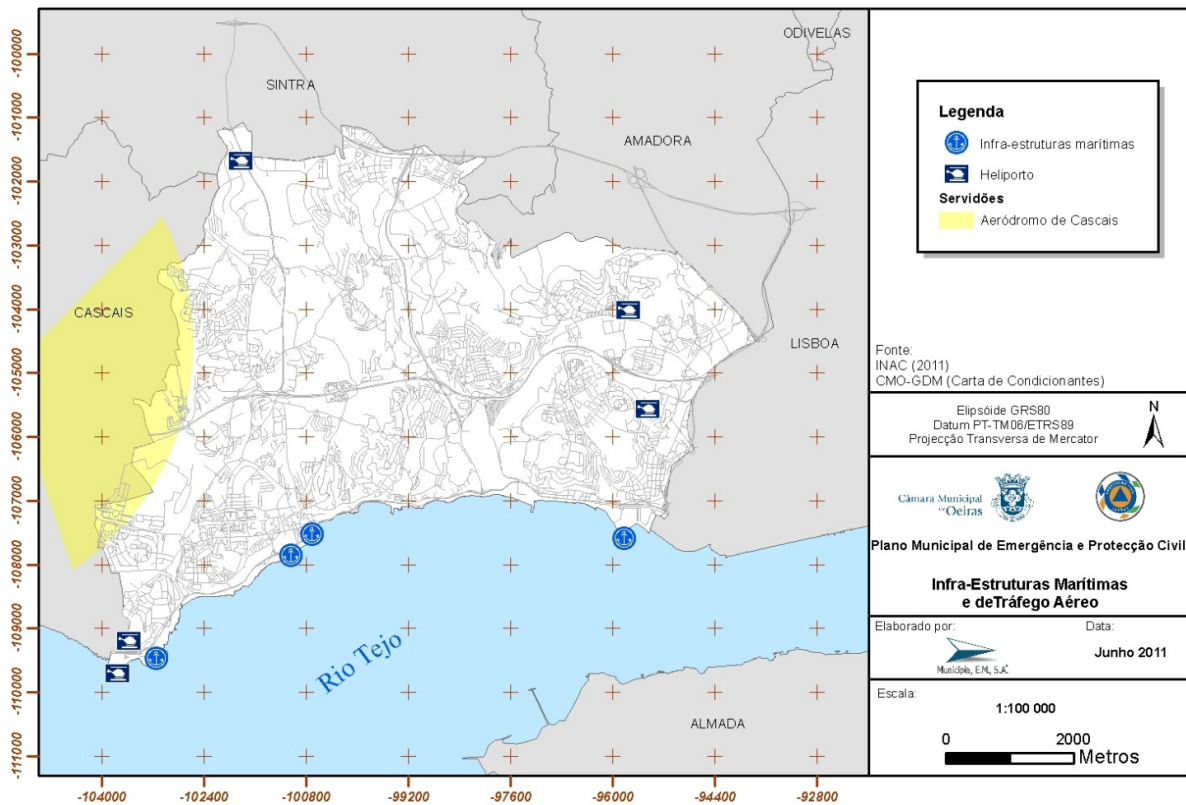 -100000
-101000
-102000
-103000
-104000
-105000
-106000
-107000
-108000
-109000
-110000
-111000
-104000
-102400
-100800
-99200
-97600
-96000
-94400
-92800
ODIVELAS
SINTRA
AMADORA
CASCAIS
LISBOA
Rio Tejo
ALMADA
Legenda
Infra-estruturas marítimas
Heliporto
Servidões
Aeródromo de Cascais
Fonte:
INAC (2011)
CMO-GDM (Carta de Condicionantes)
Elipsóide GRS80
Datum PT-TM06/ETRS89
Projecção Transversa de Mercator
N
Câmara Municipal
de Oeiras
Plano Municipal de Emergência e Protecção Civil
Infra-Estruturas Marítimas
e deTráfego Aéreo
Elaborado por:
Município, E.M., S.A.
Data:
Junho 2011
Escala:
1:100 000
0 2000
Metros